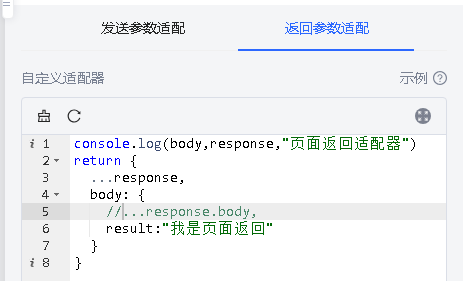 发送参数适配 返回参数适配
自定义适配器 示例
1 console.log(body,response,"页面返回适配器")
2 return {
3 ...response,
4 body: {
5 //...response.body,
6 result:"我是页面返回"
7 }
8 }